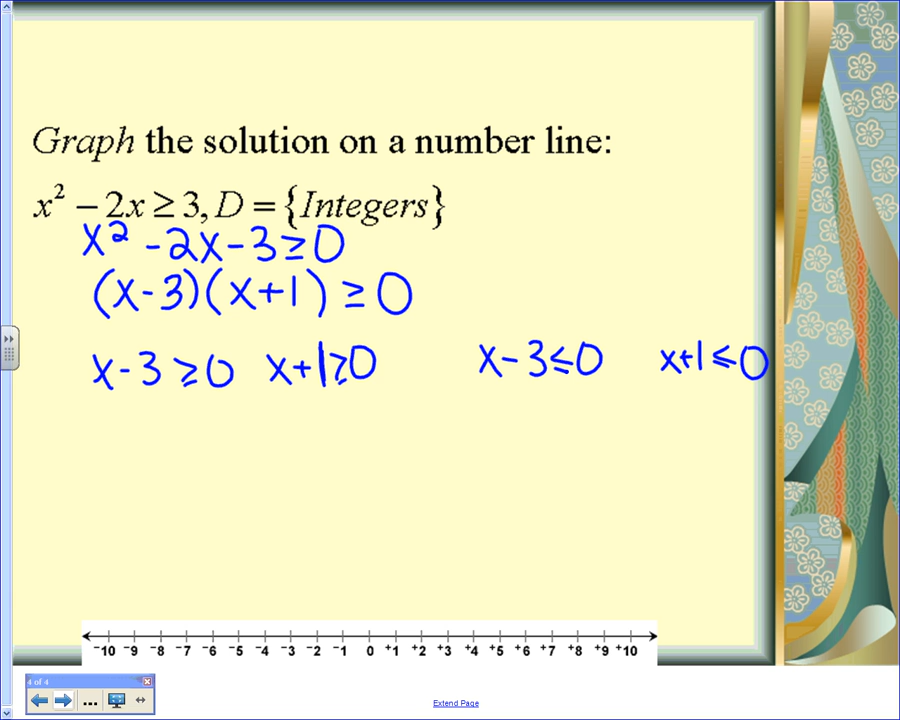 Graph the solution on a number line:
x² − 2x ≥ 3, D = {Integers}
x² - 2x - 3 ≥ 0
(x - 3)(x + 1) ≥ 0
x - 3 ≥ 0 x + 1 ≥ 0 x - 3 ≤ 0 x + 1 ≤ 0
⁻10 ⁻9 ⁻8 ⁻7 ⁻6 ⁻5 ⁻4 ⁻3 ⁻2 ⁻1 0 ⁺1 ⁺2 ⁺3 ⁺4 ⁺5 ⁺6 ⁺7 ⁺8 ⁺9 ⁺10
4 of 4
...
Extend Page